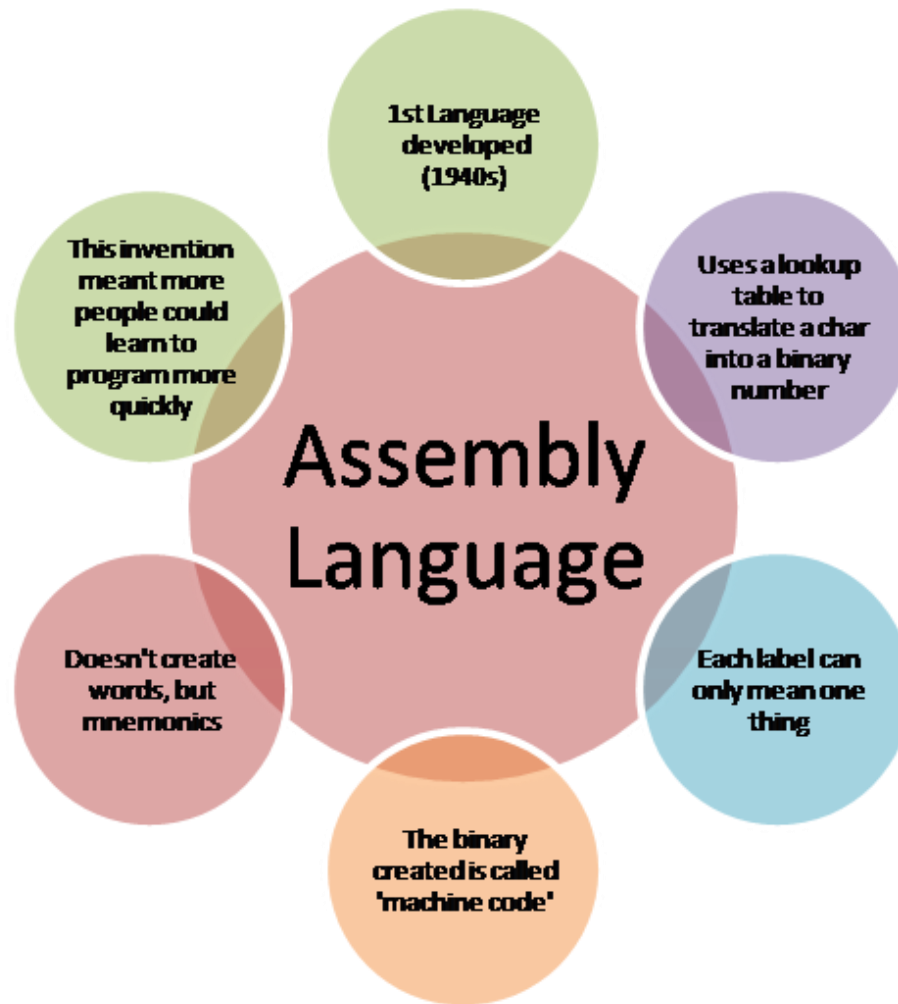 1st Language
developed
(1940s)
Uses a lookup
table to
translate a char
into a binary
number
Each label can
only mean one
thing
The binary
created is called
'machine code'
Doesn't create
words, but
mnemonics
This invention
meant more
people could
learn to
program more
quickly
Assembly
Language